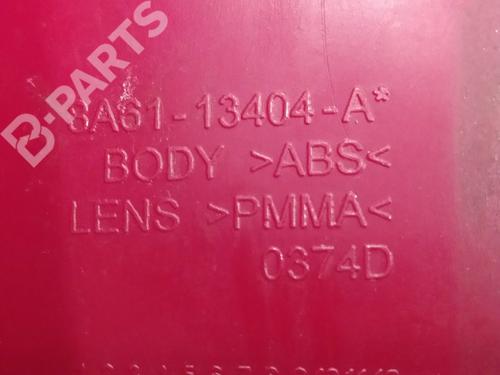 B-PARTS
8A61-13404-A*
BODY >ABS<
LENS >PMMA<
0374D